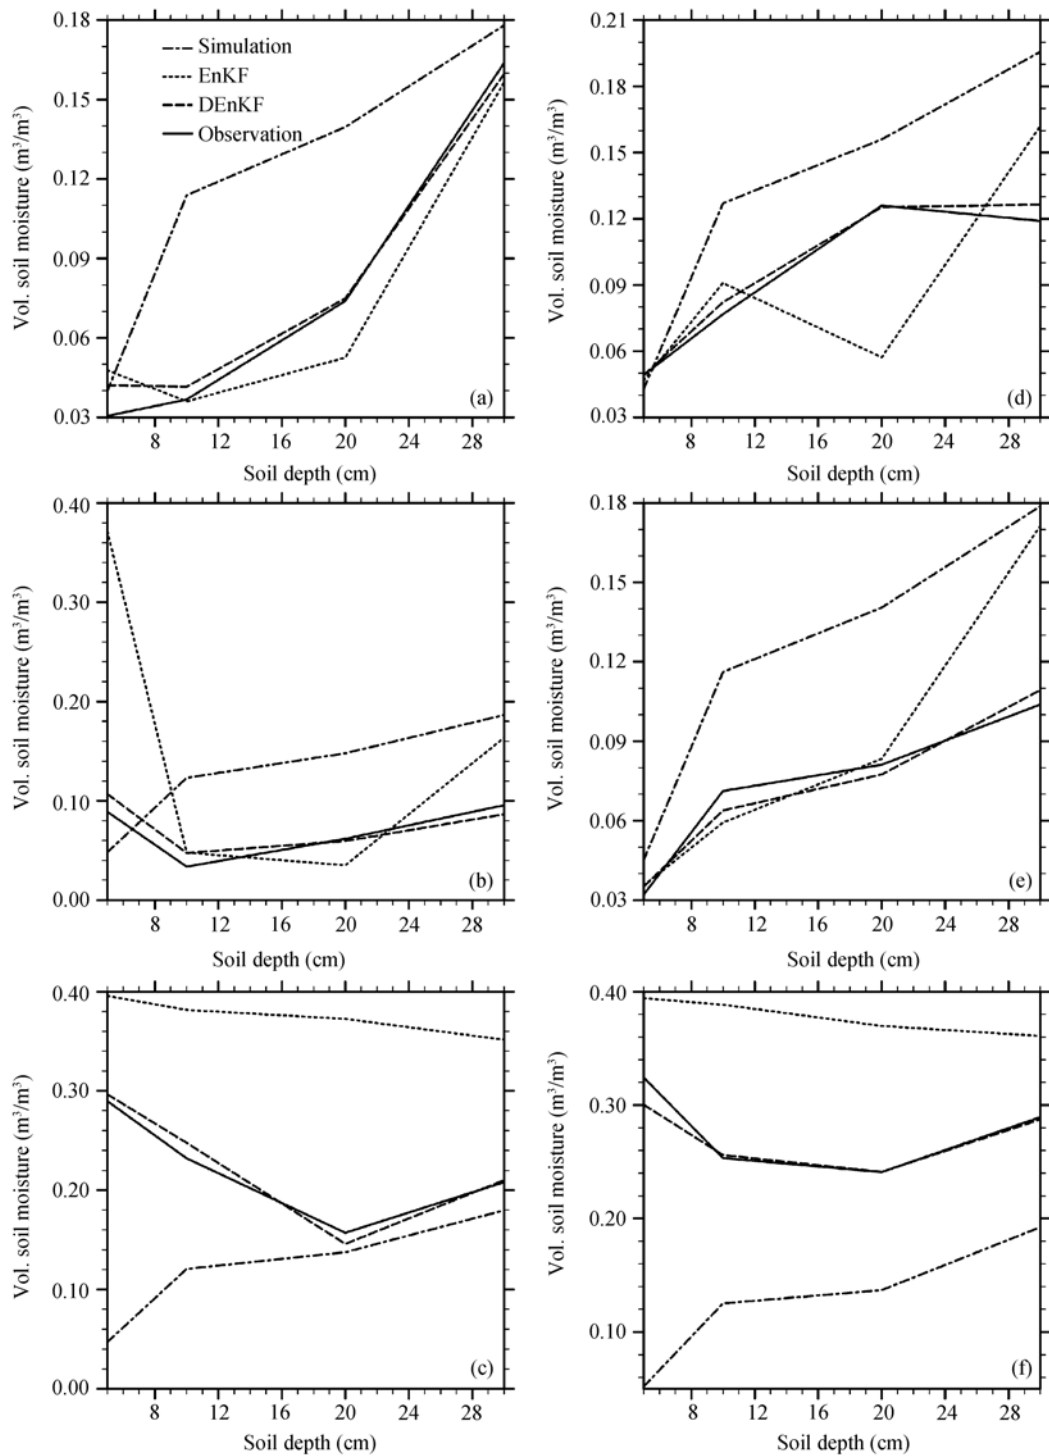 0.18
0.15
0.12
0.09
0.06
0.03
Vol. soil moisture (m³/m³)
Simulation
EnKF
DEnKF
Observation
(a)
8 12 16 20 24 28
Soil depth (cm)
0.21
0.18
0.15
0.12
0.09
0.06
0.03
Vol. soil moisture (m³/m³)
(d)
8 12 16 20 24 28
Soil depth (cm)
0.40
0.30
0.20
0.10
0.00
Vol. soil moisture (m³/m³)
(b)
8 12 16 20 24 28
Soil depth (cm)
0.18
0.15
0.12
0.09
0.06
0.03
Vol. soil moisture (m³/m³)
(e)
8 12 16 20 24 28
Soil depth (cm)
0.40
0.30
0.20
0.10
0.00
Vol. soil moisture (m³/m³)
(c)
8 12 16 20 24 28
Soil depth (cm)
0.40
0.30
0.20
0.10
Vol. soil moisture (m³/m³)
(f)
8 12 16 20 24 28
Soil depth (cm)